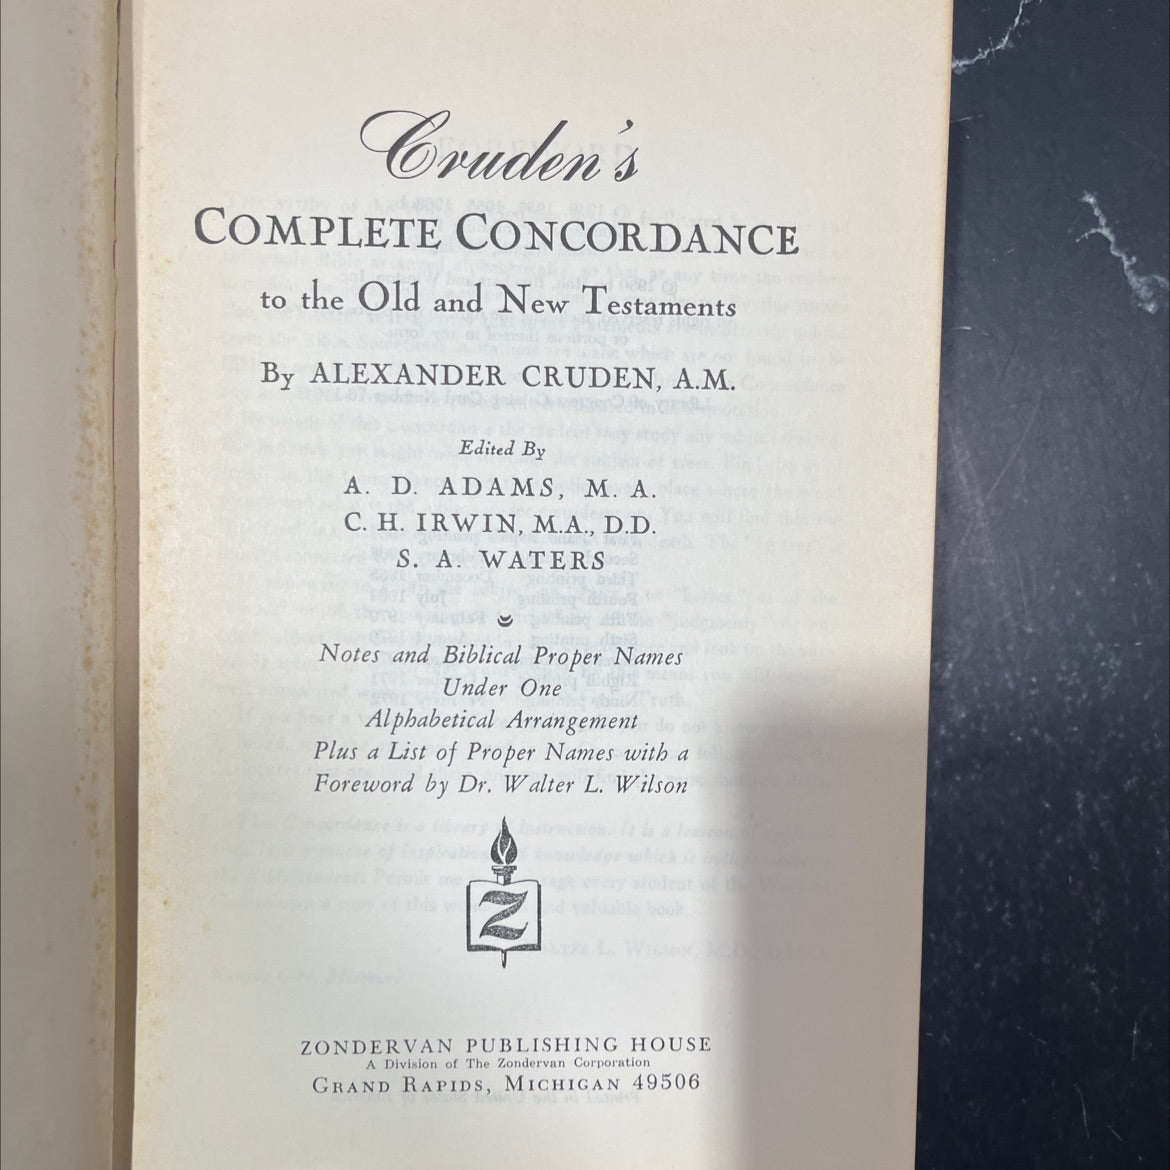 Cruden's
COMPLETE CONCORDANCE
to the Old and New Testaments
By ALEXANDER CRUDEN, A.M.
Edited By
A. D. ADAMS, M. A.
C. H. IRWIN, M.A., D.D.
S. A. WATERS
Notes and Biblical Proper Names
Under One
Alphabetical Arrangement
Plus a List of Proper Names with a
Foreword by Dr. Walter L. Wilson
Z
ZONDERVAN PUBLISHING HOUSE
A Division of The Zondervan Corporation
GRAND RAPIDS, MICHIGAN 49506